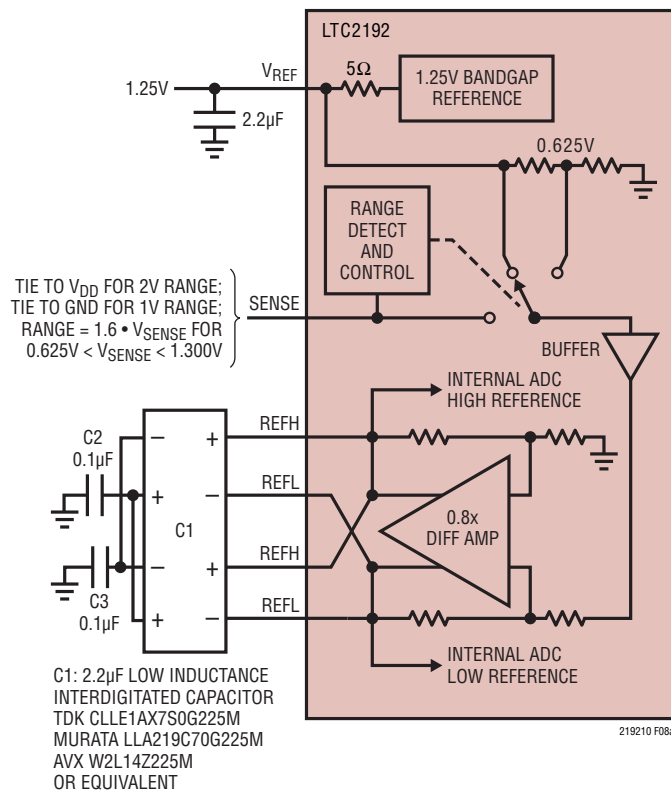 LTC2192
VREF
5Ω
1.25V BANDGAP
REFERENCE
1.25V
2.2µF
0.625V
RANGE
DETECT
AND
CONTROL
TIE TO VDD FOR 2V RANGE;
TIE TO GND FOR 1V RANGE;
RANGE = 1.6 • VSENSE FOR
0.625V < VSENSE < 1.300V
SENSE
BUFFER
INTERNAL ADC
HIGH REFERENCE
REFH
REFL
REFH
REFL
C2
0.1µF
C3
0.1µF
− +
+ −
− +
+ −
C1
0.8x
DIFF AMP
INTERNAL ADC
LOW REFERENCE
C1: 2.2µF LOW INDUCTANCE
INTERDIGITATED CAPACITOR
TDK CLLE1AX7S0G225M
MURATA LLA219C70G225M
AVX W2L14Z225M
OR EQUIVALENT
219210 F08a